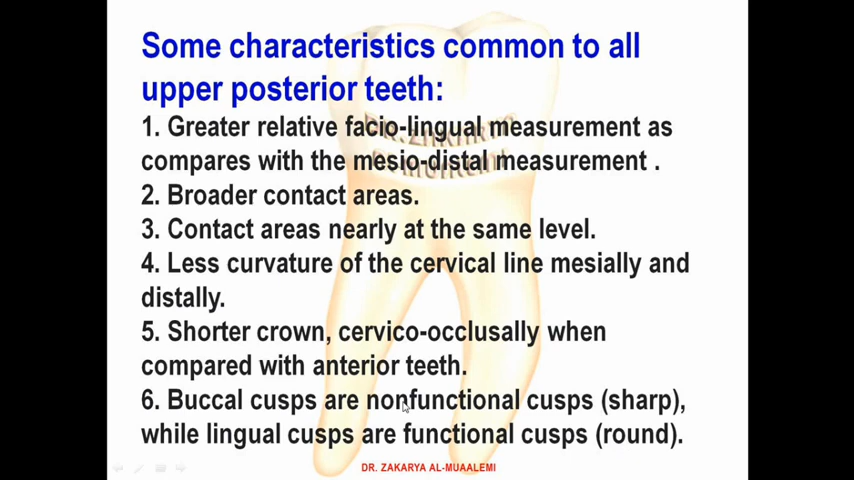 Some characteristics common to all
upper posterior teeth:
1. Greater relative facio-lingual measurement as
compares with the mesio-distal measurement .
2. Broader contact areas.
3. Contact areas nearly at the same level.
4. Less curvature of the cervical line mesially and
distally.
5. Shorter crown, cervico-occlusally when
compared with anterior teeth.
6. Buccal cusps are nonfunctional cusps (sharp),
while lingual cusps are functional cusps (round).
DR. ZAKARYA AL-MUAALEMI